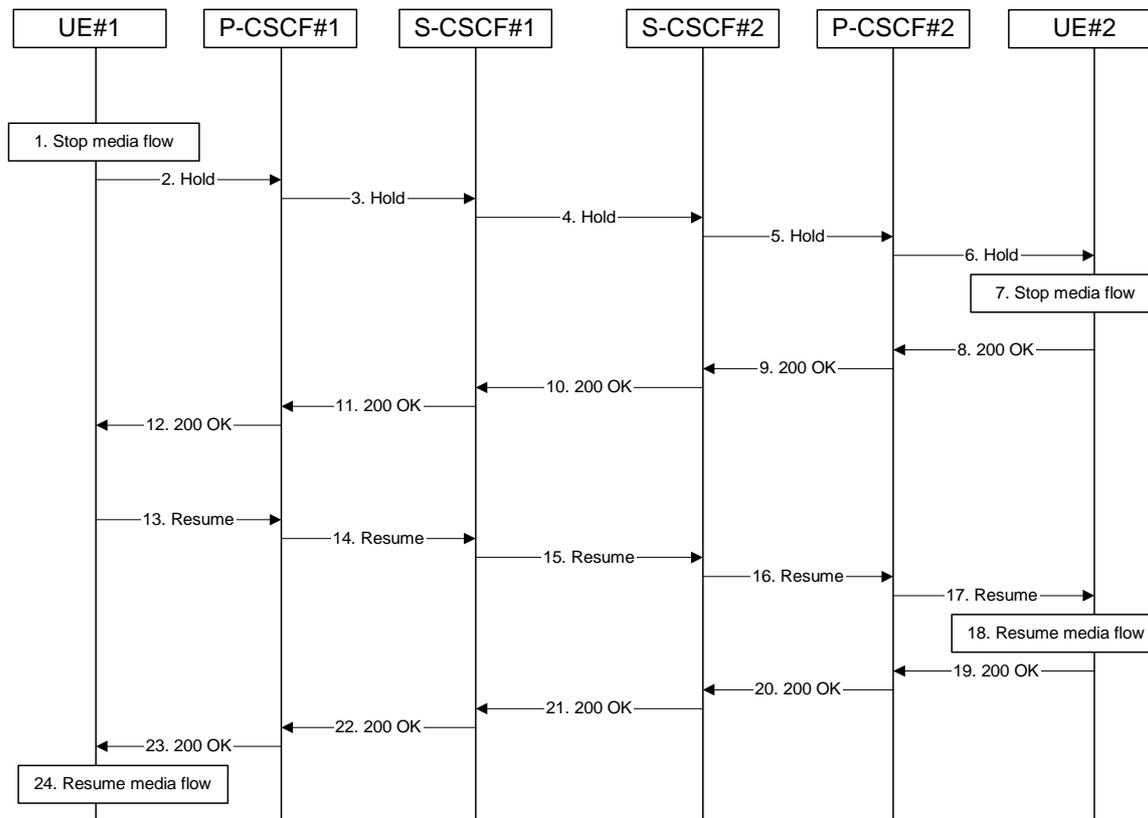 UE#1
P-CSCF#1
S-CSCF#1
S-CSCF#2
P-CSCF#2
UE#2
1. Stop media flow
2. Hold
3. Hold
4. Hold
5. Hold
6. Hold
7. Stop media flow
8. 200 OK
9. 200 OK
10. 200 OK
11. 200 OK
12. 200 OK
13. Resume
14. Resume
15. Resume
16. Resume
17. Resume
18. Resume media flow
19. 200 OK
20. 200 OK
21. 200 OK
22. 200 OK
23. 200 OK
24. Resume media flow